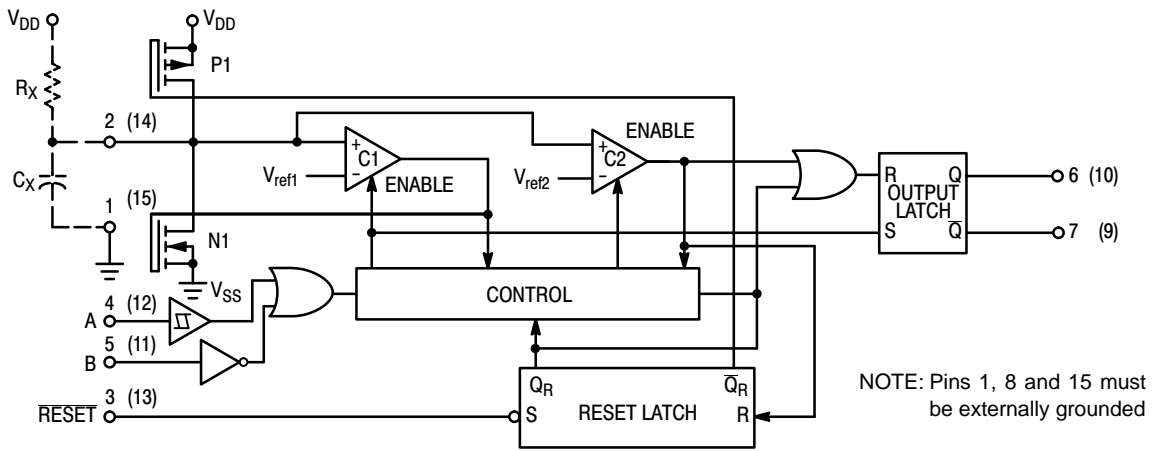 VDD
VDD
P1
RX
2 (14)
+
C1
−
Vref1
ENABLE
+
C2
−
Vref2
ENABLE
CX
1 (15)
N1
VSS
R Q
OUTPUT
LATCH
S Q̅
6 (10)
7 (9)
CONTROL
4 (12)
A
5 (11)
B
3 (13)
R̅E̅S̅E̅T̅
QR Q̅R
S RESET LATCH R
NOTE: Pins 1, 8 and 15 must
be externally grounded